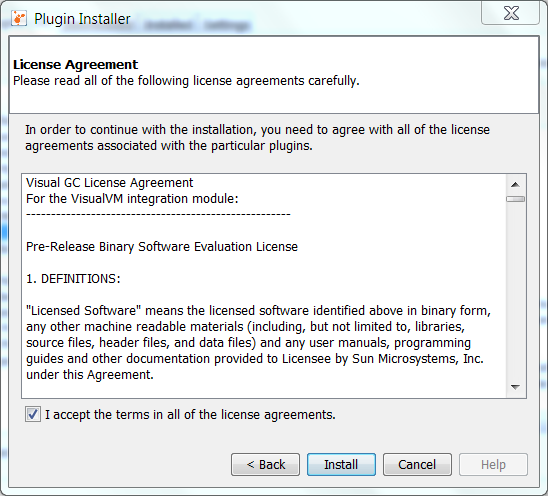 Plugin Installer
License Agreement
Please read all of the following license agreements carefully.
In order to continue with the installation, you need to agree with all of the license
agreements associated with the particular plugins.
Visual GC License Agreement
For the VisualVM integration module:
-----------------------------------------------------
Pre-Release Binary Software Evaluation License
1. DEFINITIONS:
"Licensed Software" means the licensed software identified above in binary form,
any other machine readable materials (including, but not limited to, libraries,
source files, header files, and data files) and any user manuals, programming
guides and other documentation provided to Licensee by Sun Microsystems, Inc.
under this Agreement.
I accept the terms in all of the license agreements.
< Back
Install
Cancel
Help